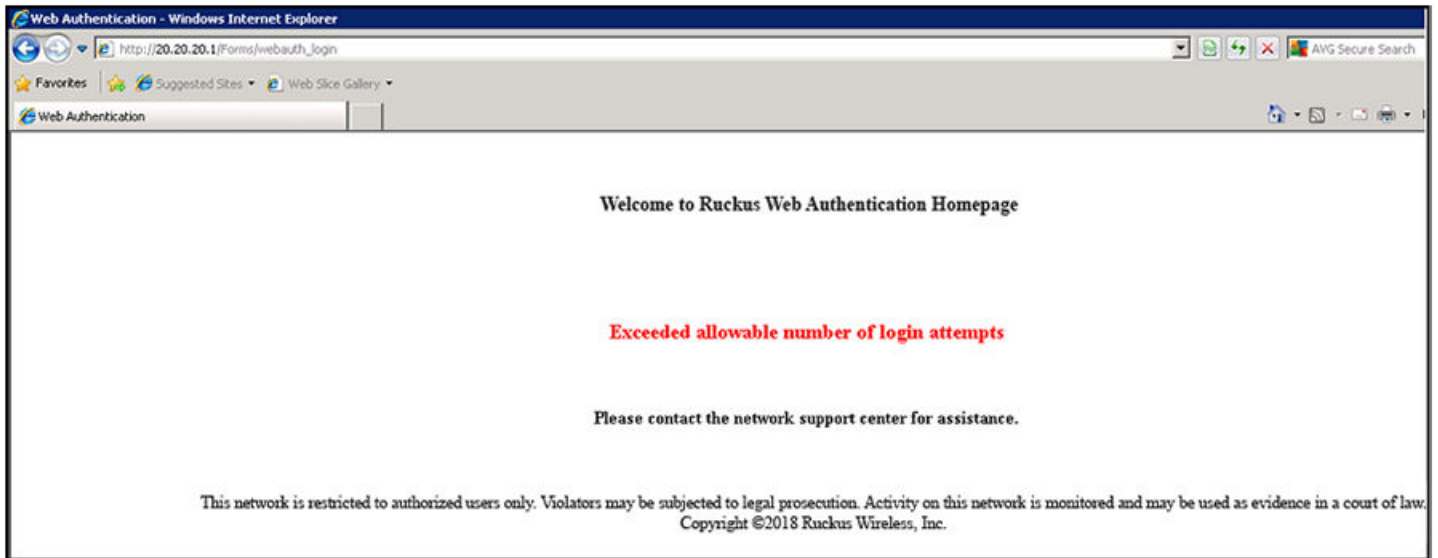 Web Authentication - Windows Internet Explorer
http://20.20.20.1/Forms/webauth_login
AVG Secure Search
Favorites
Suggested Sites
Web Slice Gallery
Web Authentication
Welcome to Ruckus Web Authentication Homepage
Exceeded allowable number of login attempts
Please contact the network support center for assistance.
This network is restricted to authorized users only. Violators may be subjected to legal prosecution. Activity on this network is monitored and may be used as evidence in a court of law.
Copyright ©2018 Ruckus Wireless, Inc.